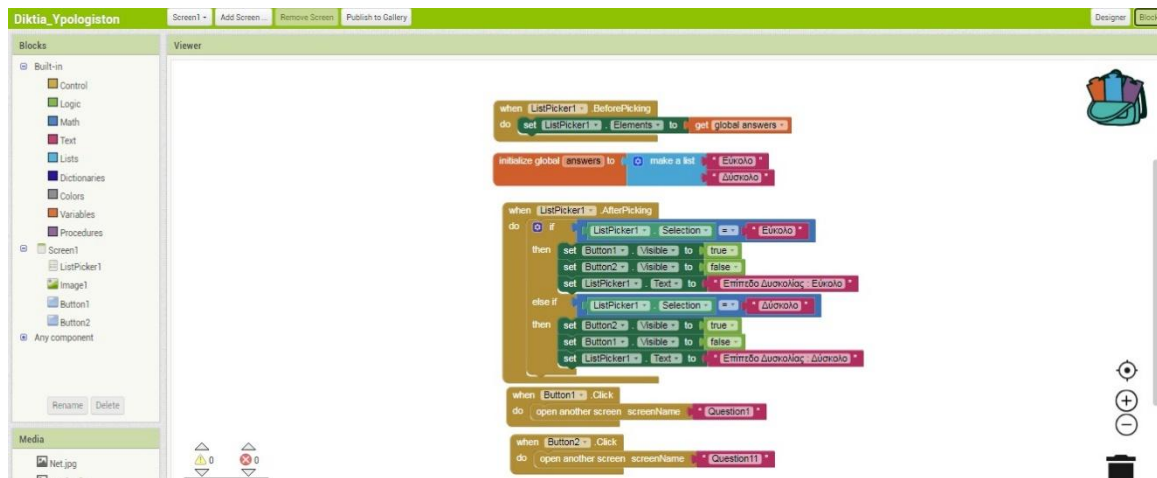 Diktia_Ypologiston Screen1 Add Screen ... Remove Screen Publish to Gallery Designer Block
Blocks
Viewer
Built-in
Control
Logic
Math
Text
Lists
Dictionaries
Colors
Variables
Procedures
Screen1
ListPicker1
Image1
Button1
Button2
Any component
Rename Delete
Media
Net.jpg
when ListPicker1 .BeforePicking
do set ListPicker1 . Elements to get global answers
initialize global answers to make a list " Εύκολο "
" Δύσκολο "
when ListPicker1 .AfterPicking
do if ListPicker1 . Selection = " Εύκολο "
then set Button1 . Visible to true
set Button2 . Visible to false
set ListPicker1 . Text to " Επίπεδο Δυσκολίας : Εύκολο "
else if ListPicker1 . Selection = " Δύσκολο "
then set Button2 . Visible to true
set Button1 . Visible to false
set ListPicker1 . Text to " Επίπεδο Δυσκολίας : Δύσκολο "
when Button1 .Click
do open another screen screenName " Question1 "
when Button2 .Click
do open another screen screenName " Question11 "
0 0